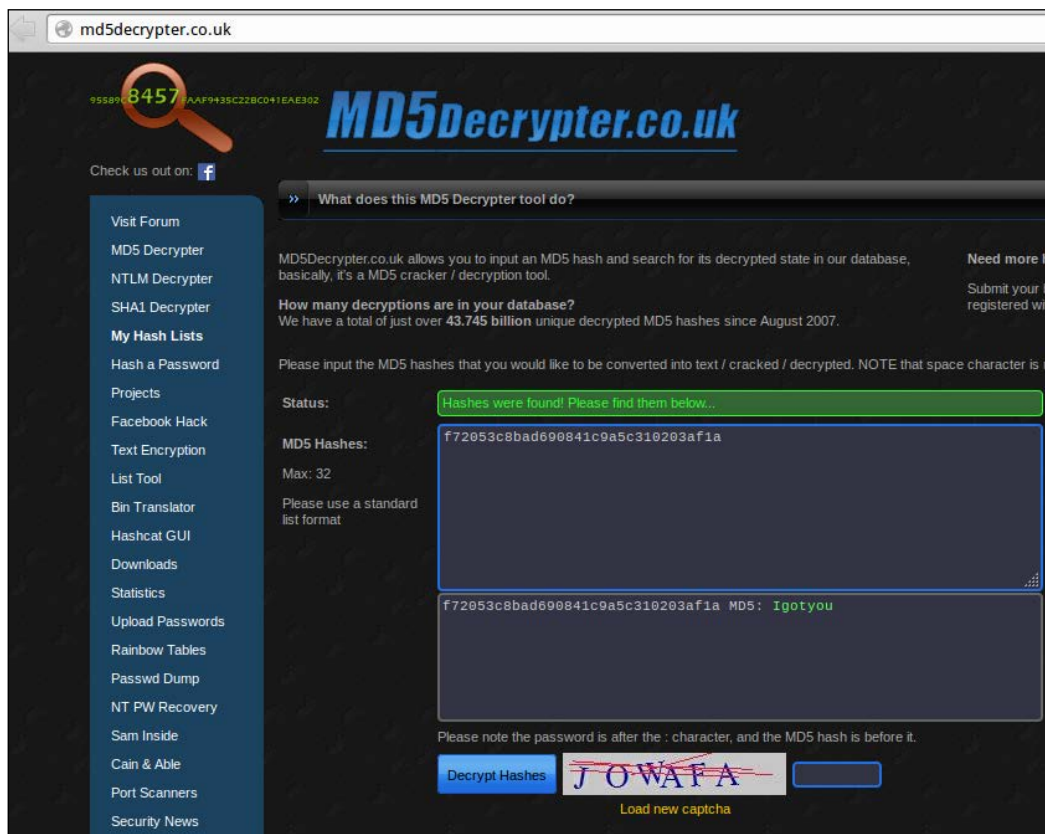 md5decrypter.co.uk
95589C8457FAAF9435C22BC041EAE302
MD5Decrypter.co.uk
Check us out on: f
Visit Forum
MD5 Decrypter
NTLM Decrypter
SHA1 Decrypter
My Hash Lists
Hash a Password
Projects
Facebook Hack
Text Encryption
List Tool
Bin Translator
Hashcat GUI
Downloads
Statistics
Upload Passwords
Rainbow Tables
Passwd Dump
NT PW Recovery
Sam Inside
Cain & Able
Port Scanners
Security News
» What does this MD5 Decrypter tool do?
MD5Decrypter.co.uk allows you to input an MD5 hash and search for its decrypted state in our database,
basically, it's a MD5 cracker / decryption tool.
How many decryptions are in your database?
We have a total of just over 43.745 billion unique decrypted MD5 hashes since August 2007.
Need more
Submit your
registered
Please input the MD5 hashes that you would like to be converted into text / cracked / decrypted. NOTE that space character is
Status:
Hashes were found! Please find them below...
MD5 Hashes:
Max: 32
Please use a standard
list format
f72053c8bad690841c9a5c310203af1a
f72053c8bad690841c9a5c310203af1a MD5: Igotyou
Please note the password is after the : character, and the MD5 hash is before it.
Decrypt Hashes
JOWAFA
Load new captcha